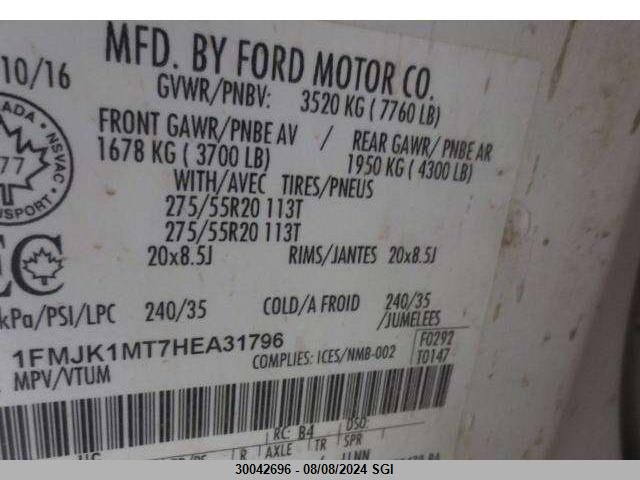 MFD. BY FORD MOTOR CO.
10/16
GVWR/PNBV: 3520 KG ( 7760 LB)
FRONT GAWR/PNBE AV / REAR GAWR/ PNBE AR
1678 KG ( 3700 LB) 1950 KG ( 4300 LB)
WITH/AVEC TIRES/PNEUS
275/55R20 113T
275/55R20 113T
20x8.5J RIMS/JANTES 20x8.5J
kPa/PSI/LPC 240/35 COLD/A FROID 240/35
/JUMELEES
1FMJK1MT7HEA31796
COMPLIES: ICES/NMB-002
F0292
T0147
MPV/VTUM
NSVAC
77
RC: B4 DSO:
R AXLE TR SPR
30042696 - 08/08/2024 SGI